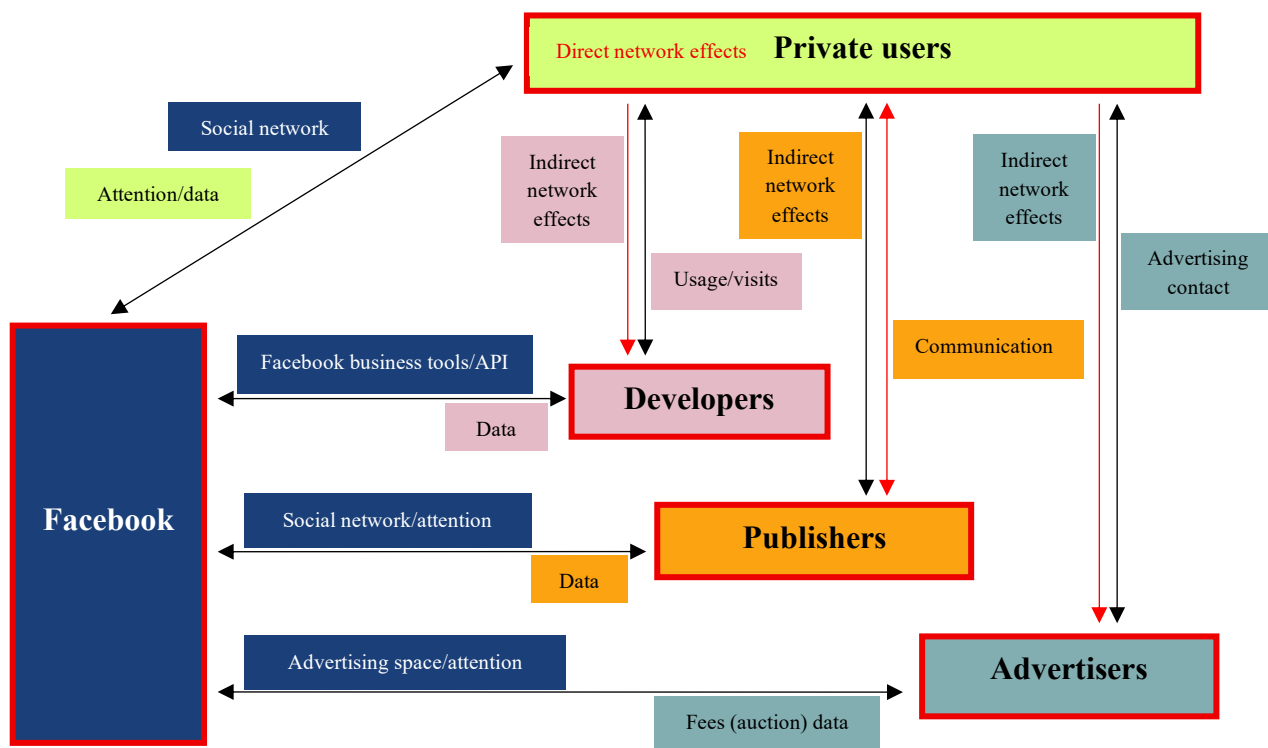 Direct network effects Private users
Social network
Attention/data
Indirect
network
effects
Indirect
network
effects
Indirect
network
effects
Usage/visits
Advertising
contact
Communication
Facebook business tools/API
Developers
Data
Facebook
Social network/attention
Publishers
Data
Advertising space/attention
Advertisers
Fees (auction) data